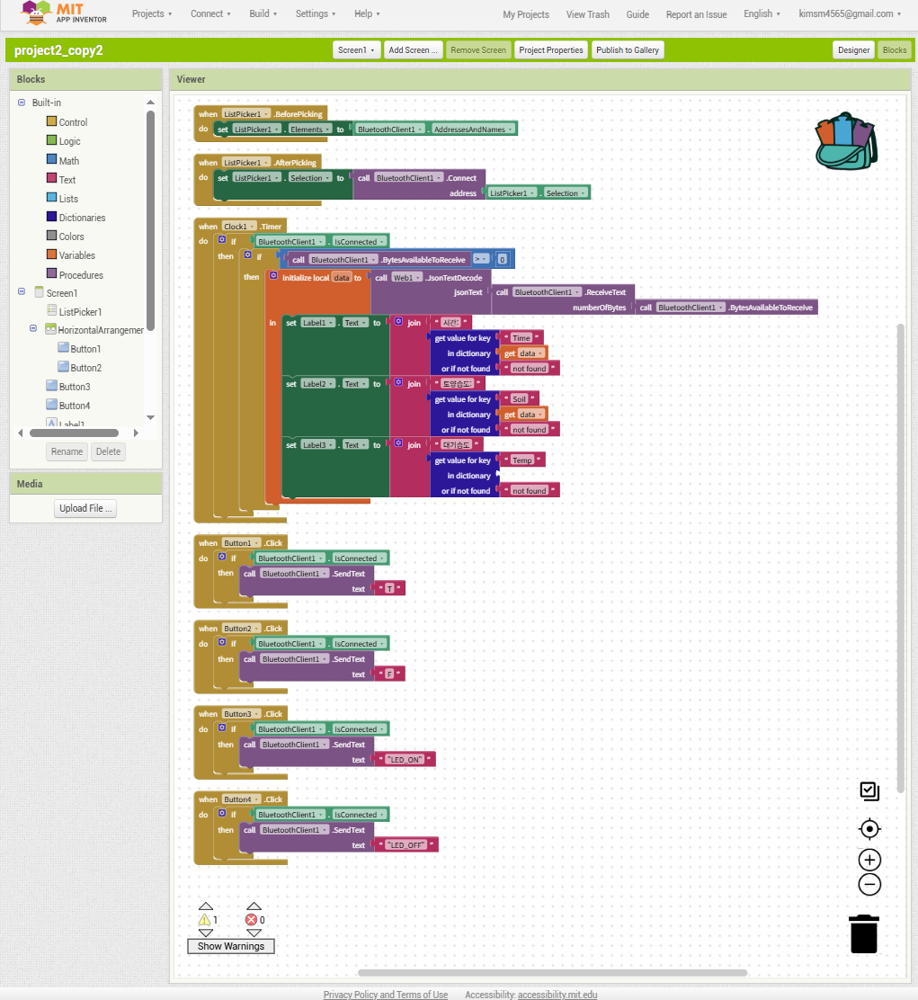 MIT
APP INVENTOR
Projects Connect Build Settings Help My Projects View Trash Guide Report an Issue English kimsm4565@gmail.com
project2_copy2 Screen1 Add Screen ... Remove Screen Project Properties Publish to Gallery Designer Blocks
Blocks
Built-in
Control
Logic
Math
Text
Lists
Dictionaries
Colors
Variables
Procedures
Screen1
ListPicker1
HorizontalArrangemer
Button1
Button2
Button3
Button4
Label1
Rename Delete
Media
Upload File ...
Viewer
when ListPicker1 .BeforePicking
do set ListPicker1 . Elements to BluetoothClient1 . AddressesAndNames
when ListPicker1 .AfterPicking
do set ListPicker1 . Selection to call BluetoothClient1 .Connect
address ListPicker1 . Selection
when Clock1 .Timer
do if BluetoothClient1 . IsConnected
then if call BluetoothClient1 .BytesAvailableToReceive > 0
then initialize local data to call Web1 .JsonTextDecode
jsonText call BluetoothClient1 .ReceiveText
numberOfBytes call BluetoothClient1 .BytesAvailableToReceive
in set Label1 . Text to join " 시간: "
get value for key " Time "
in dictionary get data
or if not found " not found "
set Label2 . Text to join " 토양습도: "
get value for key " Soil "
in dictionary get data
or if not found " not found "
set Label3 . Text to join " 대기습도 "
get value for key " Temp "
in dictionary
or if not found " not found "
when Button1 .Click
do if BluetoothClient1 . IsConnected
then call BluetoothClient1 .SendText
text " T "
when Button2 .Click
do if BluetoothClient1 . IsConnected
then call BluetoothClient1 .SendText
text " F "
when Button3 .Click
do if BluetoothClient1 . IsConnected
then call BluetoothClient1 .SendText
text " "LED_ON" "
when Button4 .Click
do if BluetoothClient1 . IsConnected
then call BluetoothClient1 .SendText
text " "LED_OFF" "
1 0
Show Warnings
Privacy Policy and Terms of Use Accessibility: accessibility.mit.edu